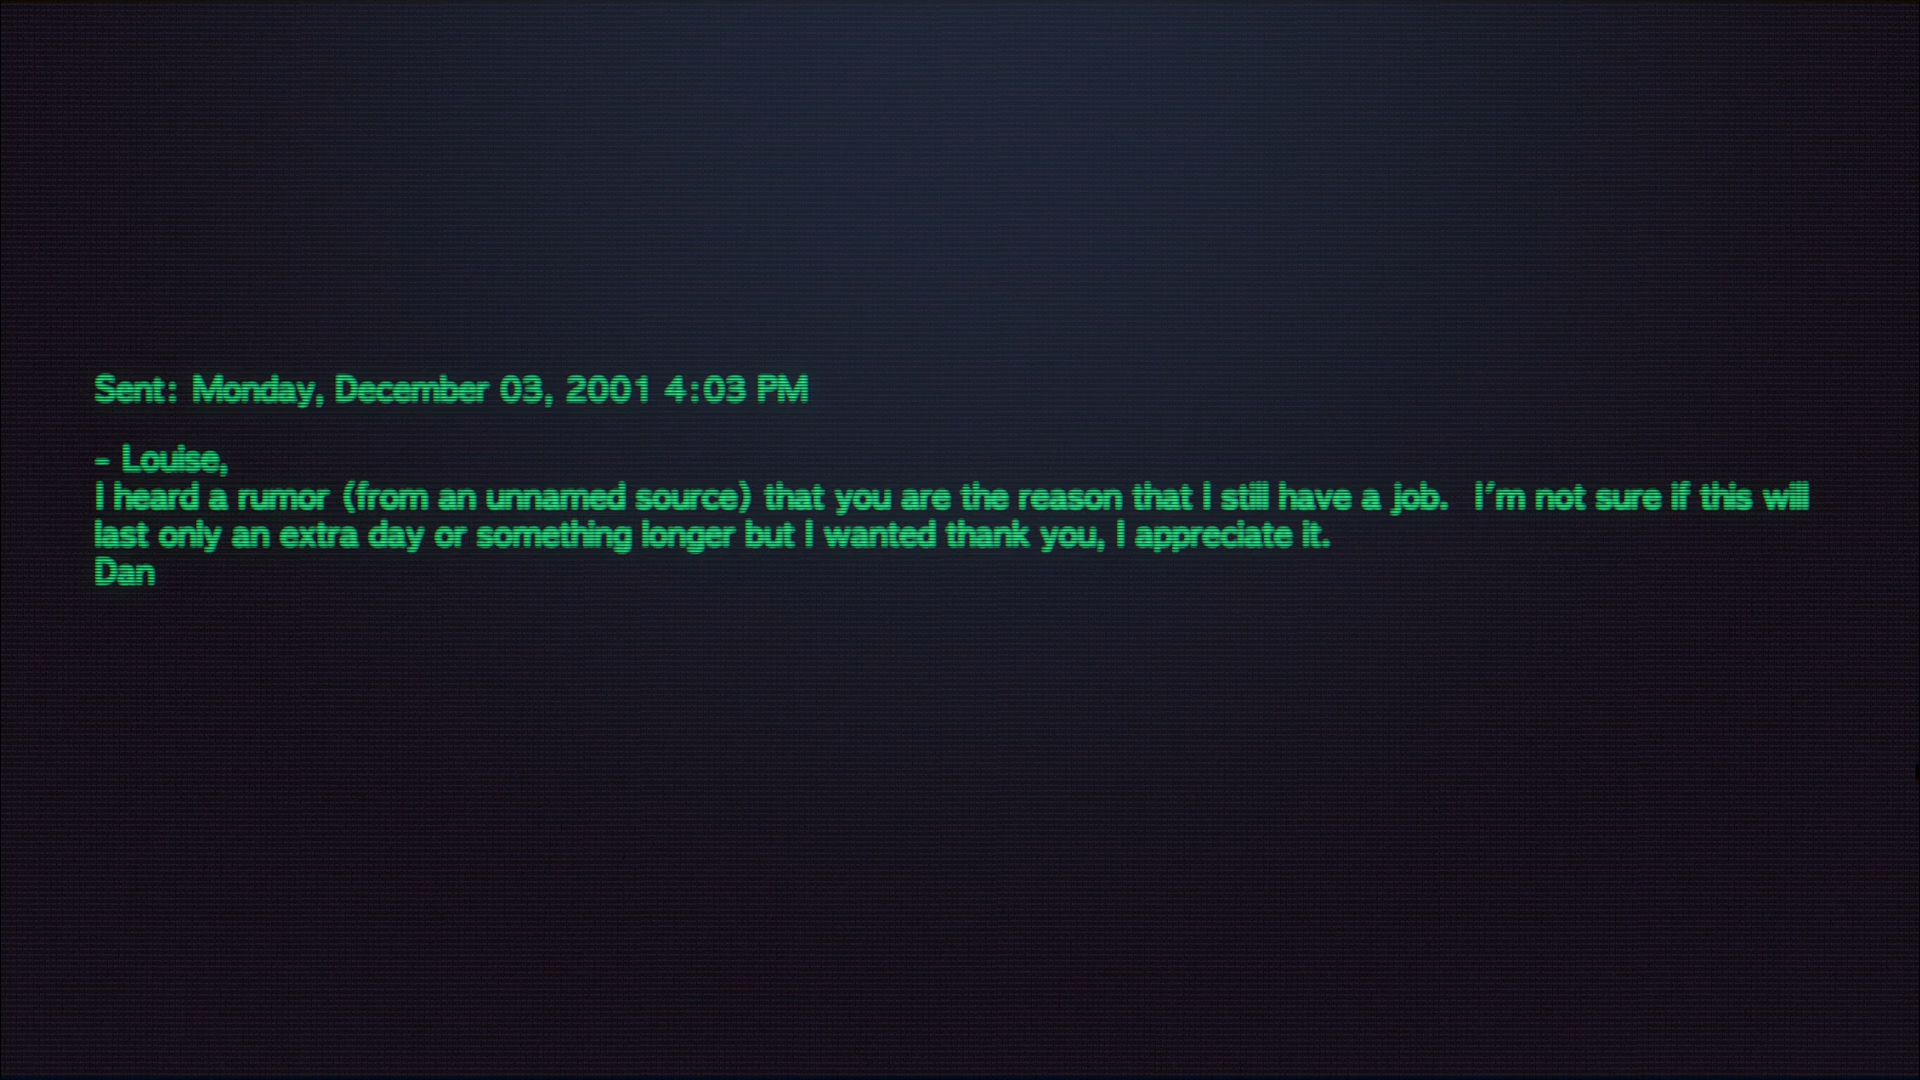 Sent: Monday, December 03, 2001 4:03 PM
- Louise,
I heard a rumor (from an unnamed source) that you are the reason that I still have a job.  I'm not sure if this will
last only an extra day or something longer but I wanted thank you, I appreciate it.
Dan